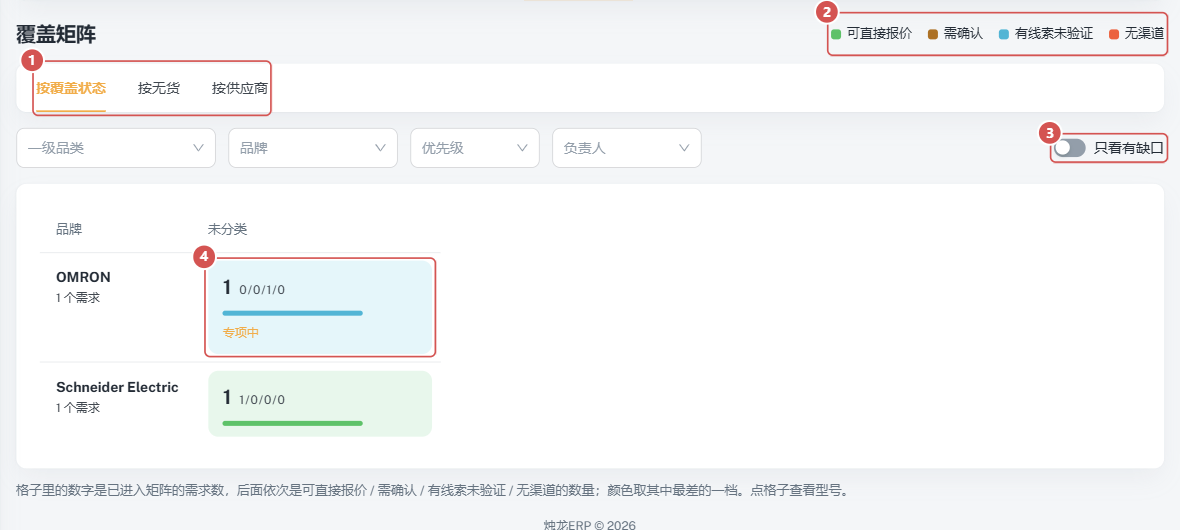 覆盖矩阵
2
可直接报价 需确认 有线索未验证 无渠道
1
按覆盖状态 按无货 按供应商
3
一级品类 品牌 优先级 负责人 只看有缺口
品牌 未分类
4
OMRON
1个需求
1 0/0/1/0
专项中
Schneider Electric
1个需求
1 1/0/0/0
格子里的数字是已进入矩阵的需求数，后面依次是可直接报价 / 需确认 / 有线索未验证 / 无渠道的数量；颜色取其中最差的一档。点格子查看型号。
烛龙ERP © 2026